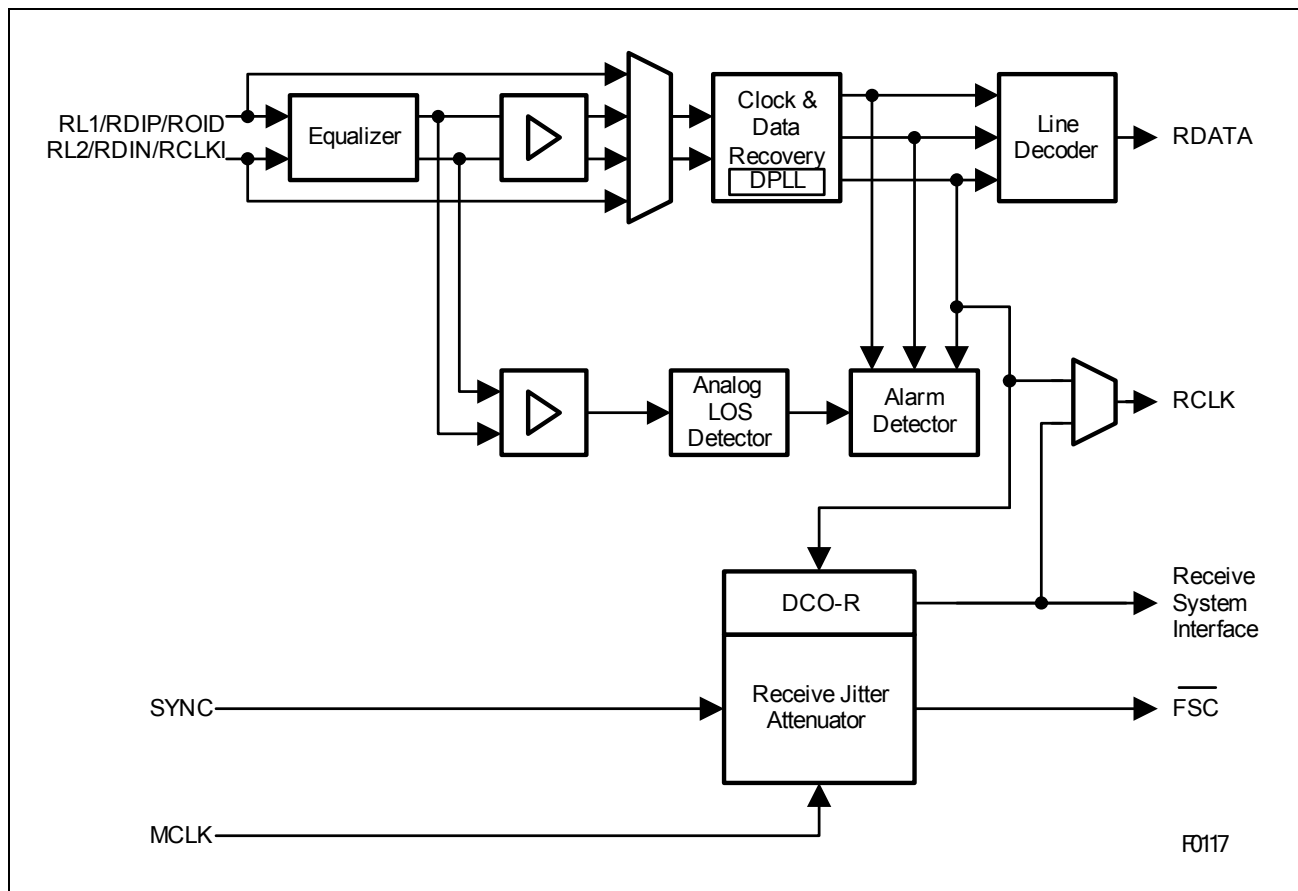 RL1/RDIP/ROID
RL2/RDIN/RCLKI
Equalizer
Clock &
Data
Recovery
DPLL
Line
Decoder
RDATA
Analog
LOS
Detector
Alarm
Detector
RCLK
DCO-R
Receive
System
Interface
Receive Jitter
Attenuator
SYNC
FSC
MCLK
F0117